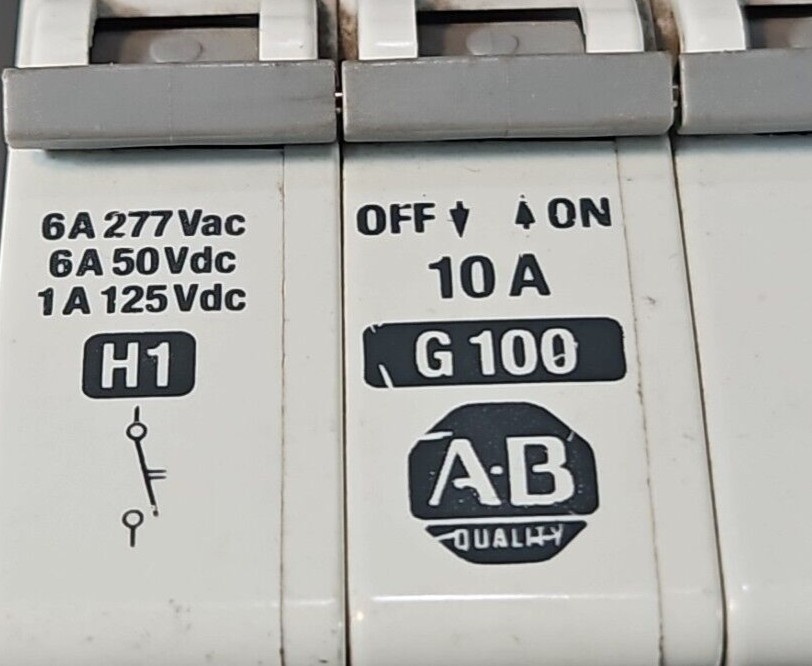 6A 277Vac
6A 50Vdc
1A 125Vdc
H1
OFF ON
10 A
G 100
A·B
QUALITY